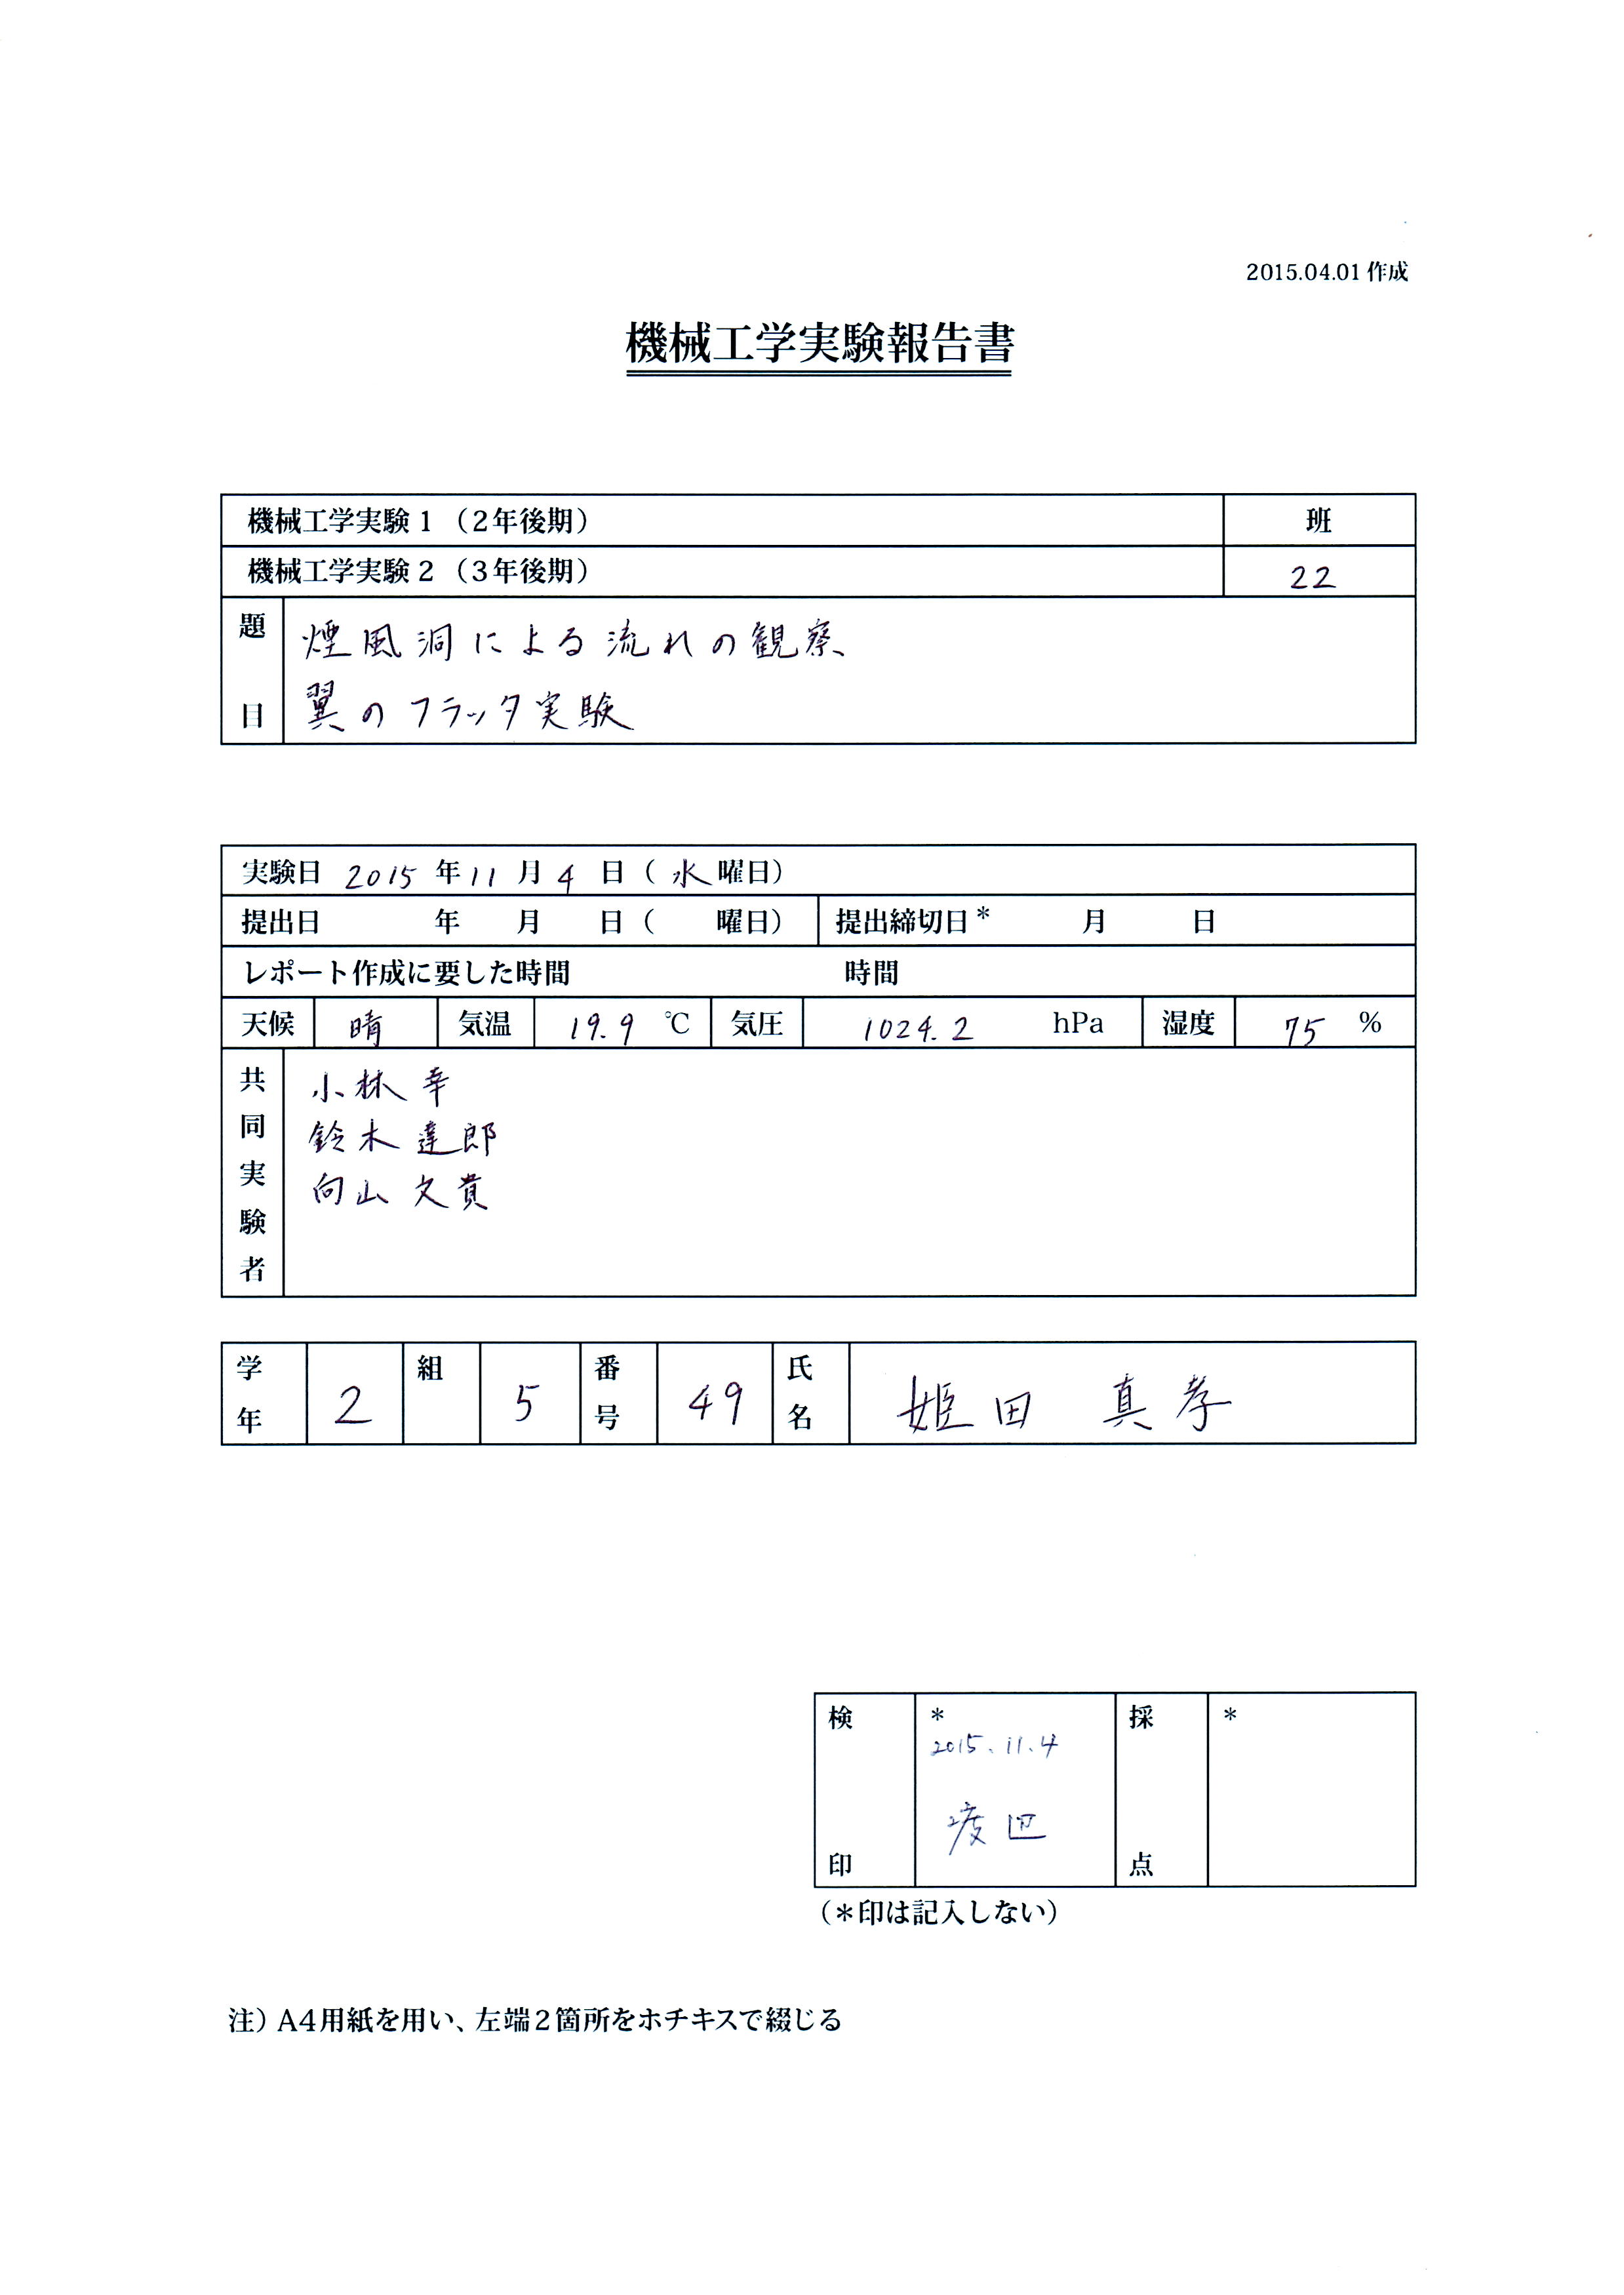 2015.04.01 作成
機械工学実験報告書
機械工学実験 1 （2年後期） 班
機械工学実験 2 （3年後期） 22
題目 煙風洞による流れの観察、
翼のフラッタ実験
実験日 2015 年 11 月 4 日（ 水 曜日）
提出日 年 月 日（ 曜日） 提出締切日* 月 日
レポート作成に要した時間 時間
天候 晴 気温 19.9 ℃ 気圧 1024.2 hPa 湿度 75 %
共同実験者 小林 幸
鈴木 達郎
向山 文貴
学年 2 組 5 番号 49 氏名 姫田 真孝
検印 * 採点 *
2015.11.4
渡辺
（＊印は記入しない）
注）A4用紙を用い、左端２箇所をホチキスで綴じる